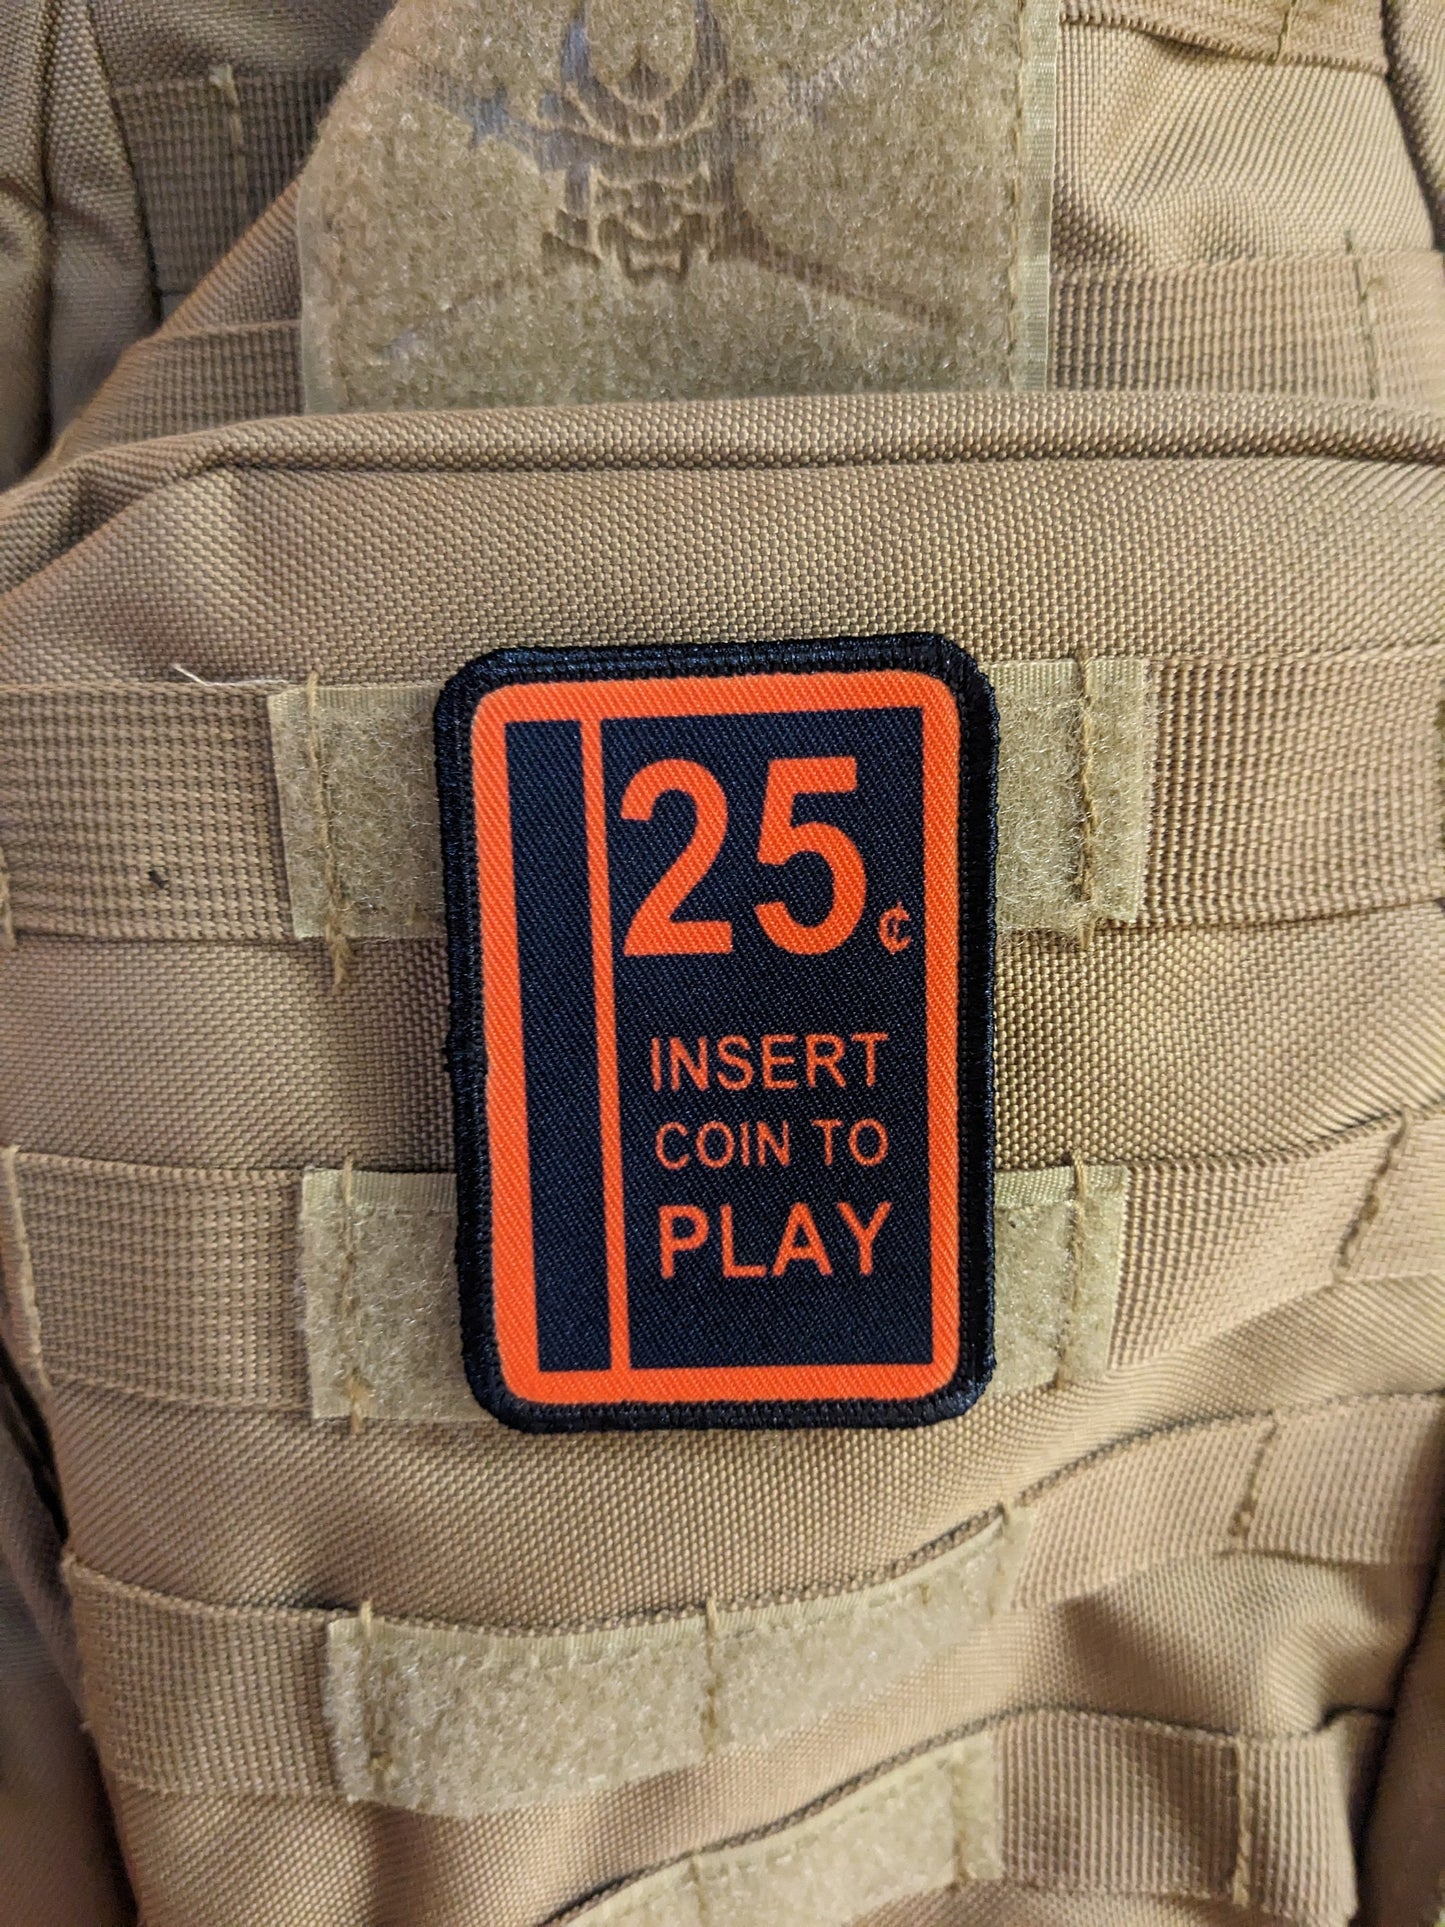 25¢
INSERT
COIN TO
PLAY